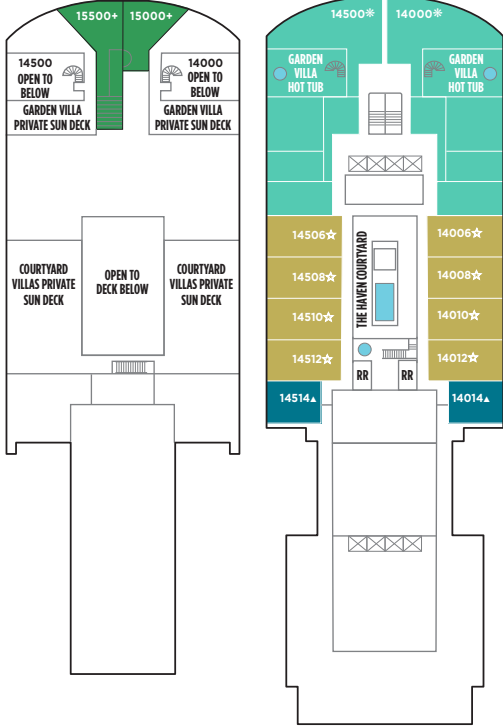 15500+ 15000+
14500
OPEN TO
BELOW
14000
OPEN TO
BELOW
GARDEN VILLA
PRIVATE SUN DECK
GARDEN VILLA
PRIVATE SUN DECK
COURTYARD
VILLAS PRIVATE
SUN DECK
OPEN TO
DECK BELOW
COURTYARD
VILLAS PRIVATE
SUN DECK
14500✳ 14000✳
GARDEN
VILLA
HOT TUB
GARDEN
VILLA
HOT TUB
14506☆
14508☆
14510☆
14512☆
THE HAVEN COURTYARD
14006☆
14008☆
14010☆
14012☆
RR RR
14514▲ 14014▲